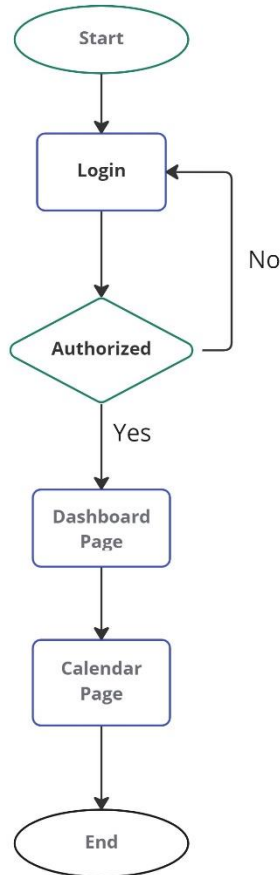 Start
Login
No
Authorized
Yes
Dashboard
Page
Calendar
Page
End